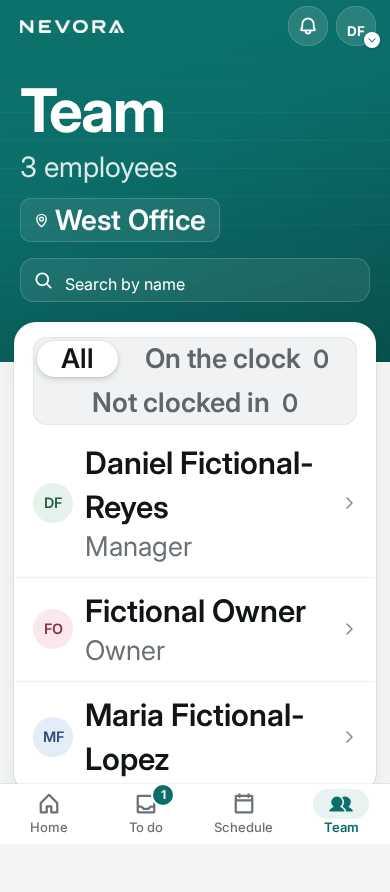 NEVORA
DF
Team
3 employees
West Office
Search by name
All
On the clock 0
Not clocked in 0
DF
Daniel Fictional-
Reyes
Manager
FO
Fictional Owner
Owner
MF
Maria Fictional-
Lopez
1
Home
To do
Schedule
Team